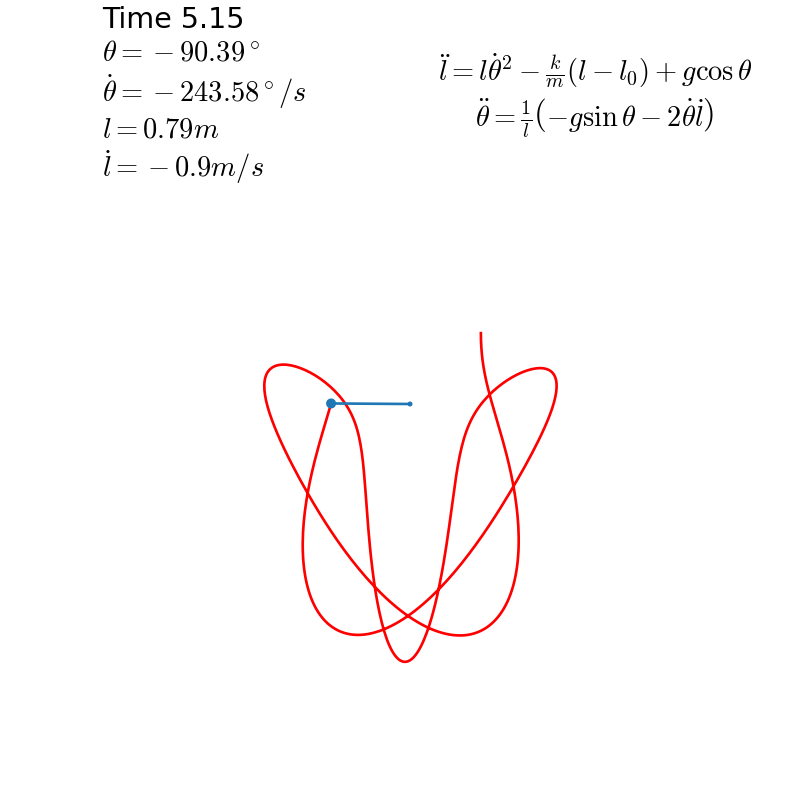 Time 5.15
θ = −90.39°
θ̇ = −243.58°/s
l = 0.79m
l̇ = −0.9m/s
l̈ = lθ̇² − k/m(l − l₀) + g cos θ
θ̈ = 1/l(−g sin θ − 2θ̇l̇)